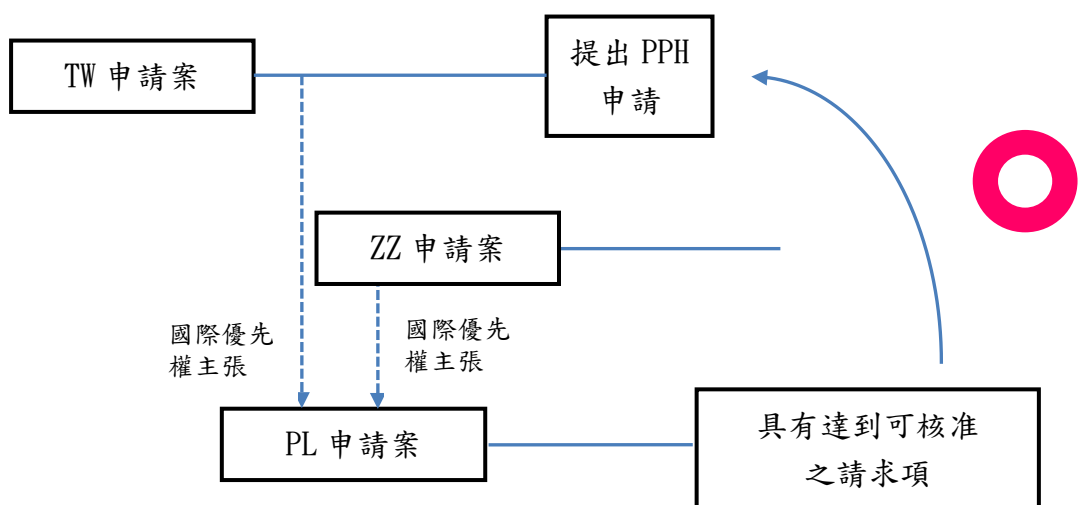 TW 申請案
提出 PPH
申請
ZZ 申請案
國際優先
權主張
國際優先
權主張
PL 申請案
具有達到可核准
之請求項